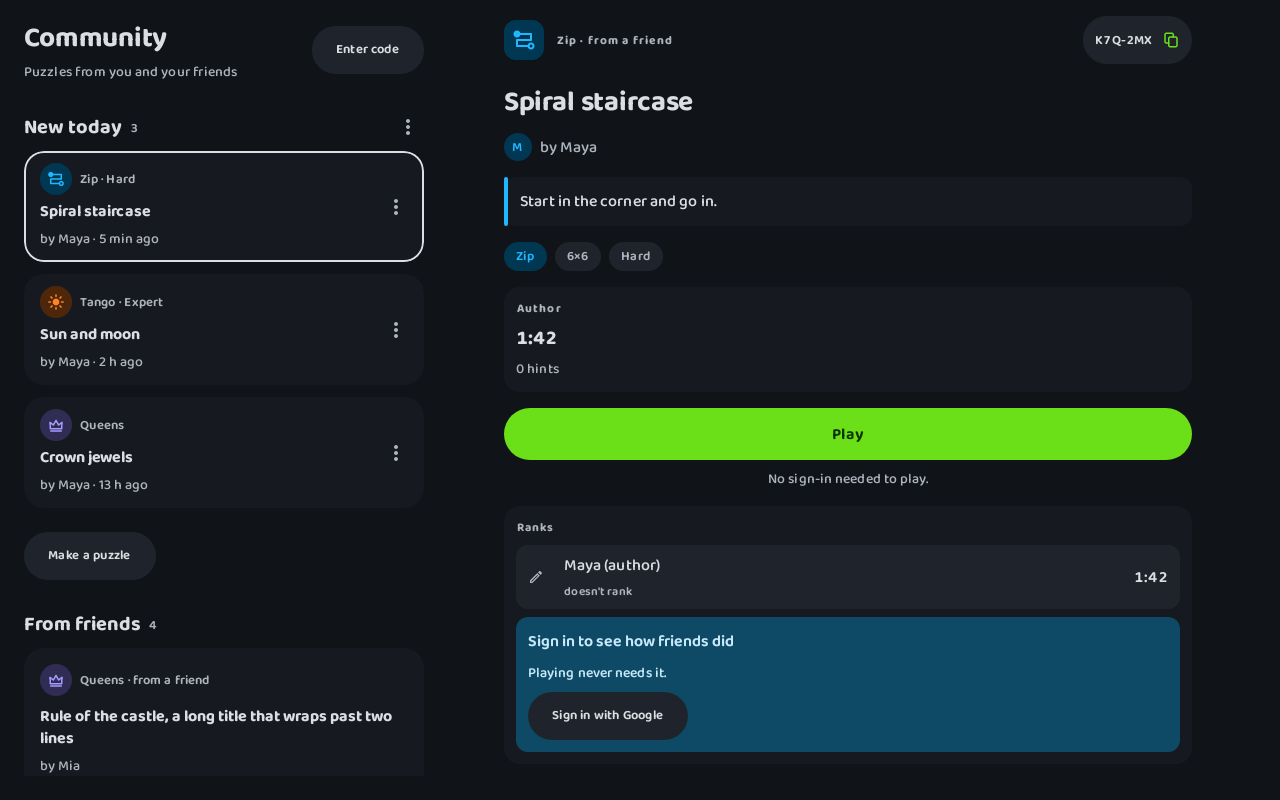 Community
Puzzles from you and your friends
Enter code
New today 3
Zip · Hard
Spiral staircase
by Maya · 5 min ago
Tango · Expert
Sun and moon
by Maya · 2 h ago
Queens
Crown jewels
by Maya · 13 h ago
Make a puzzle
From friends 4
Queens · from a friend
Rule of the castle, a long title that wraps past two
lines
by Mia
Zip · from a friend
K7Q-2MX
Spiral staircase
M by Maya
Start in the corner and go in.
Zip 6×6 Hard
Author
1:42
0 hints
Play
No sign-in needed to play.
Ranks
Maya (author)
doesn't rank
1:42
Sign in to see how friends did
Playing never needs it.
Sign in with Google